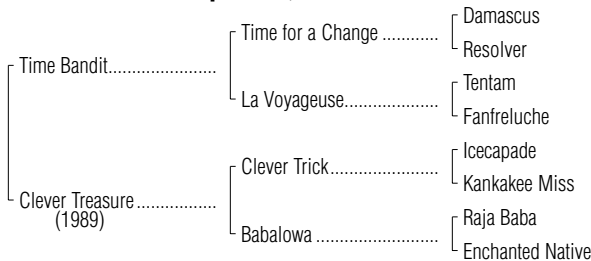 Damascus
Time for a Change ............
Resolver
Time Bandit.......................
Tentam
La Voyageuse....................
Fanfreluche
Icecapade
Clever Trick.......................
Kankakee Miss
Clever Treasure .................
(1989)
Raja Baba
Babalowa ..........................
Enchanted Native